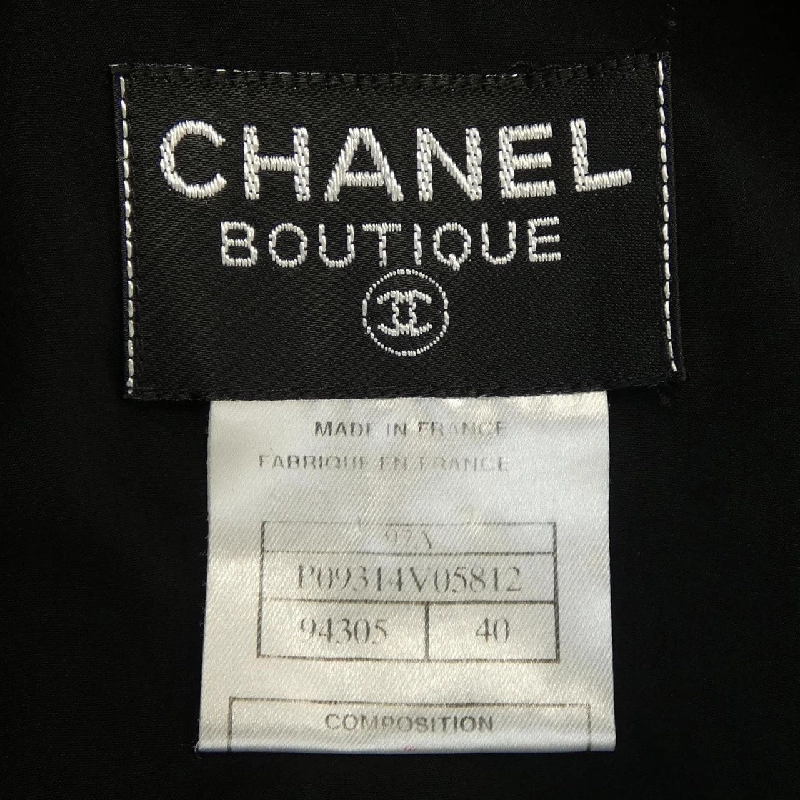 CHANEL
BOUTIQUE
MADE IN FRANCE
FABRIQUE EN FRANCE
97A
P09314V05812
94305 40
COMPOSITION